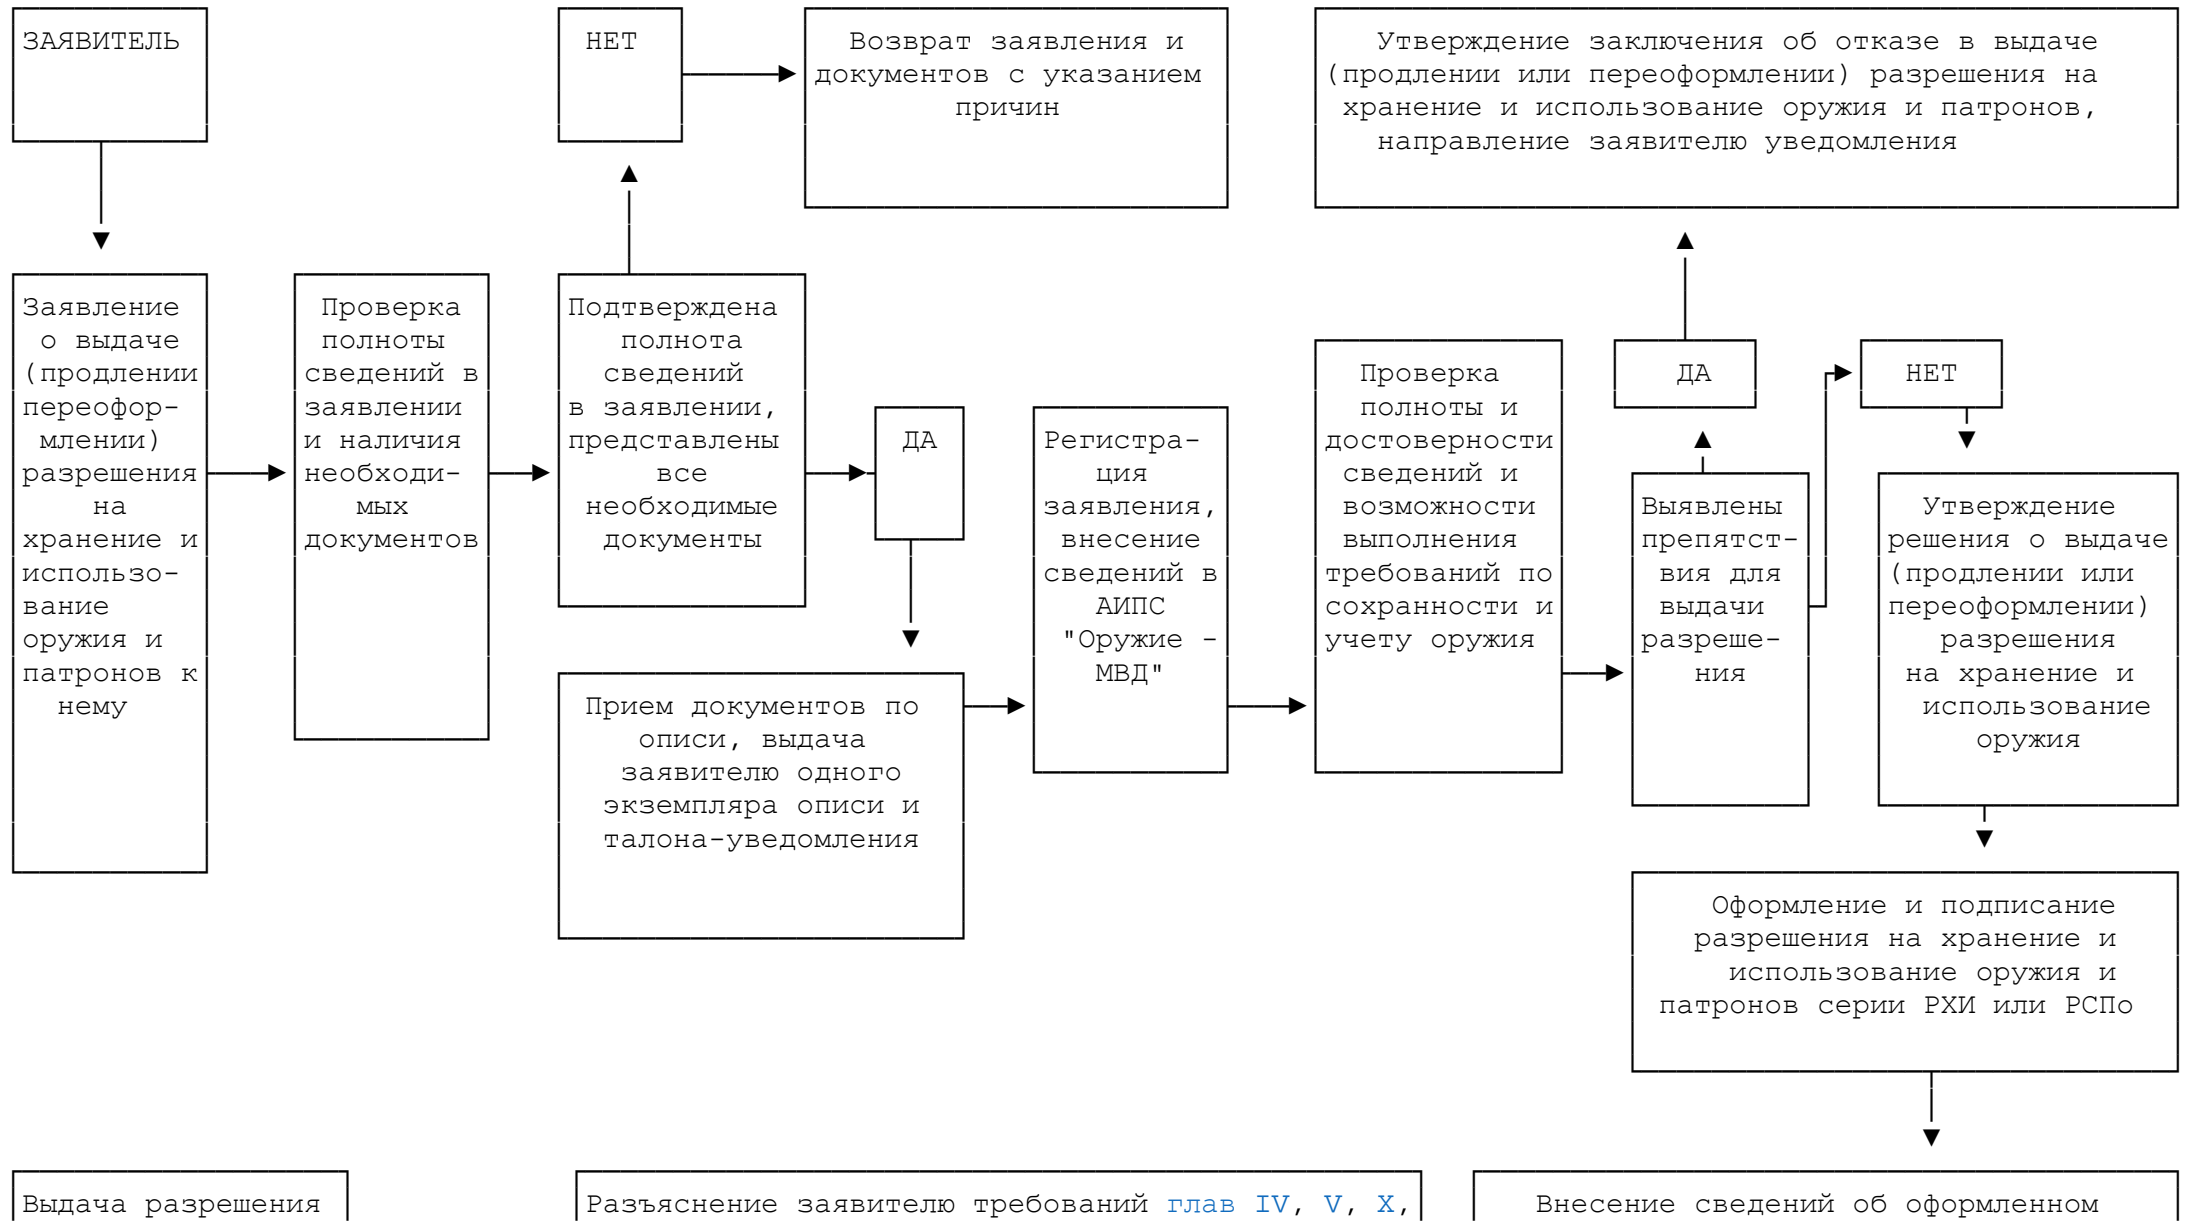 ЗАЯВИТЕЛЬ
НЕТ
Возврат заявления и
документов с указанием
причин
Утверждение заключения об отказе в выдаче
(продлении или переоформлении) разрешения на
хранение и использование оружия и патронов,
направление заявителю уведомления
Заявление
о выдаче
(продлении
переофор-
млении)
разрешения
на
хранение и
использо-
вание
оружия и
патронов к
нему
Проверка
полноты
сведений в
заявлении
и наличия
необходи-
мых
документов
Подтверждена
полнота
сведений
в заявлении,
представлены
все
необходимые
документы
ДА
Прием документов по
описи, выдача
заявителю одного
экземпляра описи и
талона-уведомления
Регистра-
ция
заявления,
внесение
сведений в
АИПС
"Оружие -
МВД"
Проверка
полноты и
достоверности
сведений и
возможности
выполнения
требований по
сохранности и
учету оружия
Выявлены
препятст-
вия для
выдачи
разреше-
ния
ДА
НЕТ
Утверждение
решения о выдаче
(продлении или
переоформлении)
разрешения
на хранение и
использование
оружия
Оформление и подписание
разрешения на хранение и
использование оружия и
патронов серии РХИ или РСПо
Выдача разрешения
Разъяснение заявителю требований глав IV, V, X,
Внесение сведений об оформленном